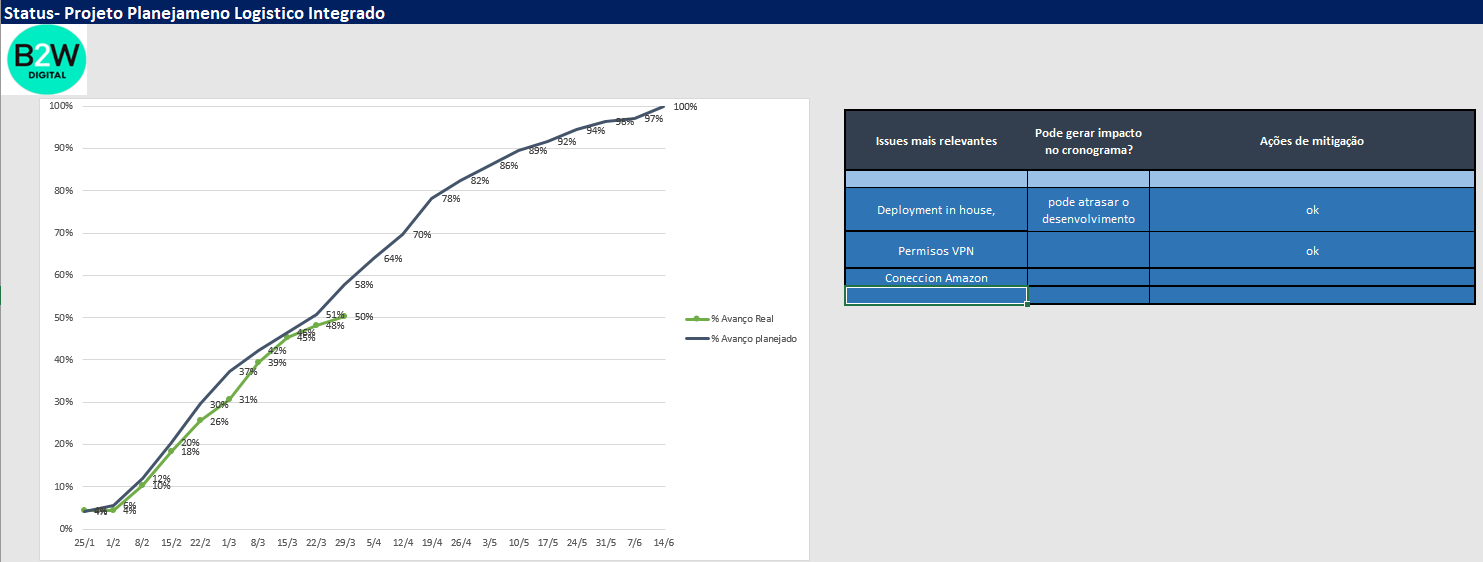 Status- Projeto Planejameno Logistico Integrado
B2W
DIGITAL
100%
90%
80%
70%
60%
50%
40%
30%
20%
10%
0%
25/1 1/2 8/2 15/2 22/2 1/3 8/3 15/3 22/3 29/3 5/4 12/4 19/4 26/4 3/5 10/5 17/5 24/5 31/5 7/6 14/6
4%
6%
12%
20%
30%
37%
42%
46%
51%
58%
64%
70%
78%
82%
86%
89%
92%
94%
96%
97%
100%
4%
4%
10%
18%
26%
31%
39%
45%
48%
50%
% Avanço Real
% Avanço planejado
Issues mais relevantes
Pode gerar impacto
no cronograma?
Ações de mitigação
Deployment in house,
pode atrasar o
desenvolvimento
ok
Permisos VPN
ok
Coneccion Amazon